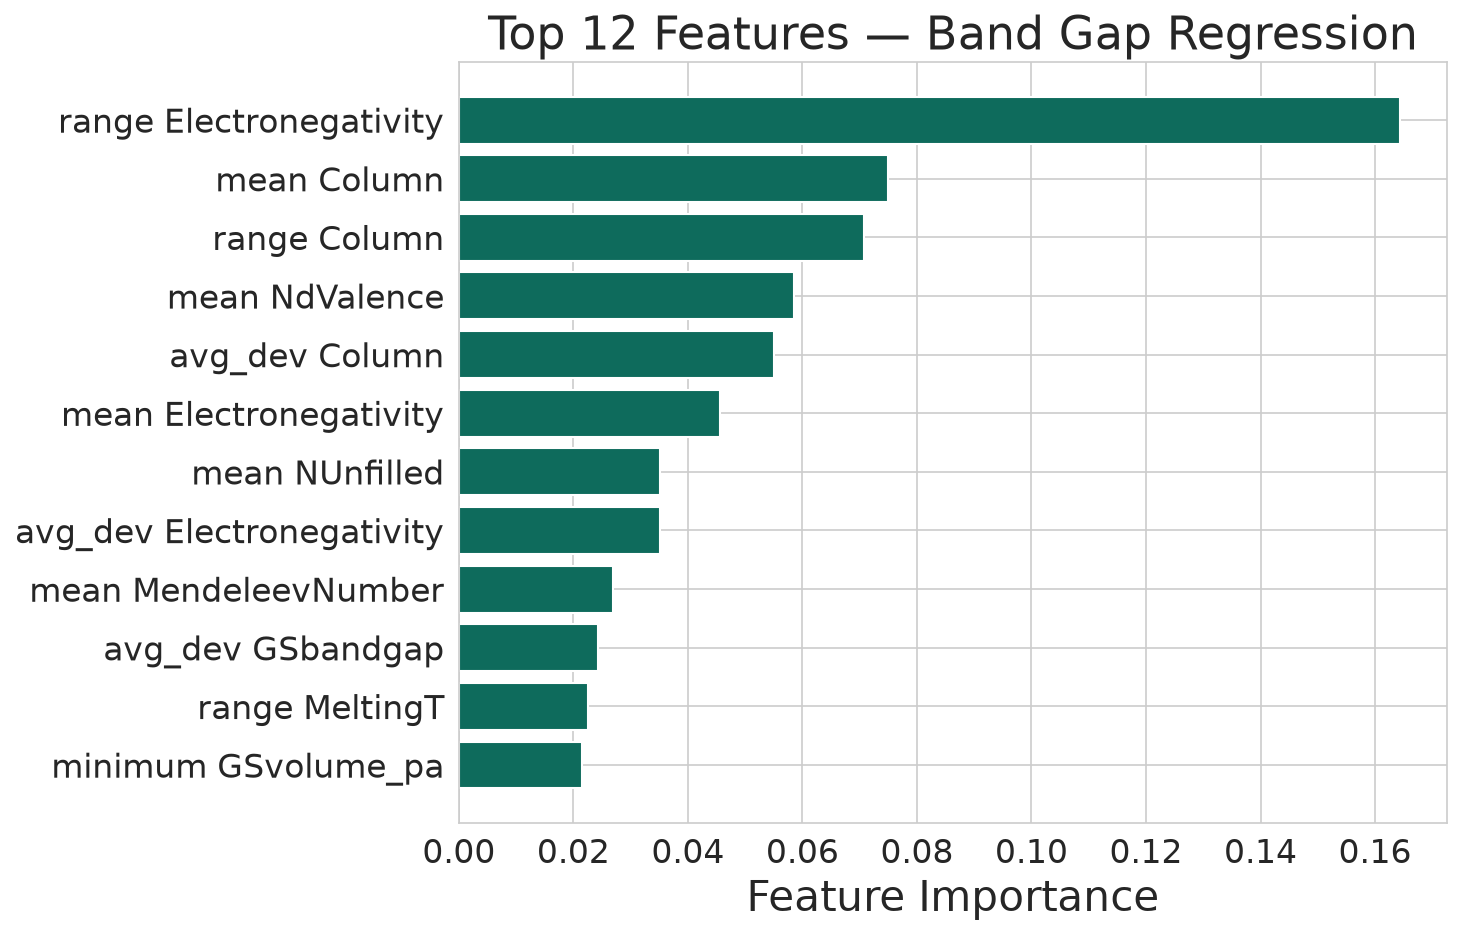 Top 12 Features — Band Gap Regression
range Electronegativity
mean Column
range Column
mean NdValence
avg_dev Column
mean Electronegativity
mean NUnfilled
avg_dev Electronegativity
mean MendeleevNumber
avg_dev GSbandgap
range MeltingT
minimum GSvolume_pa
0.00 0.02 0.04 0.06 0.08 0.10 0.12 0.14 0.16
Feature Importance